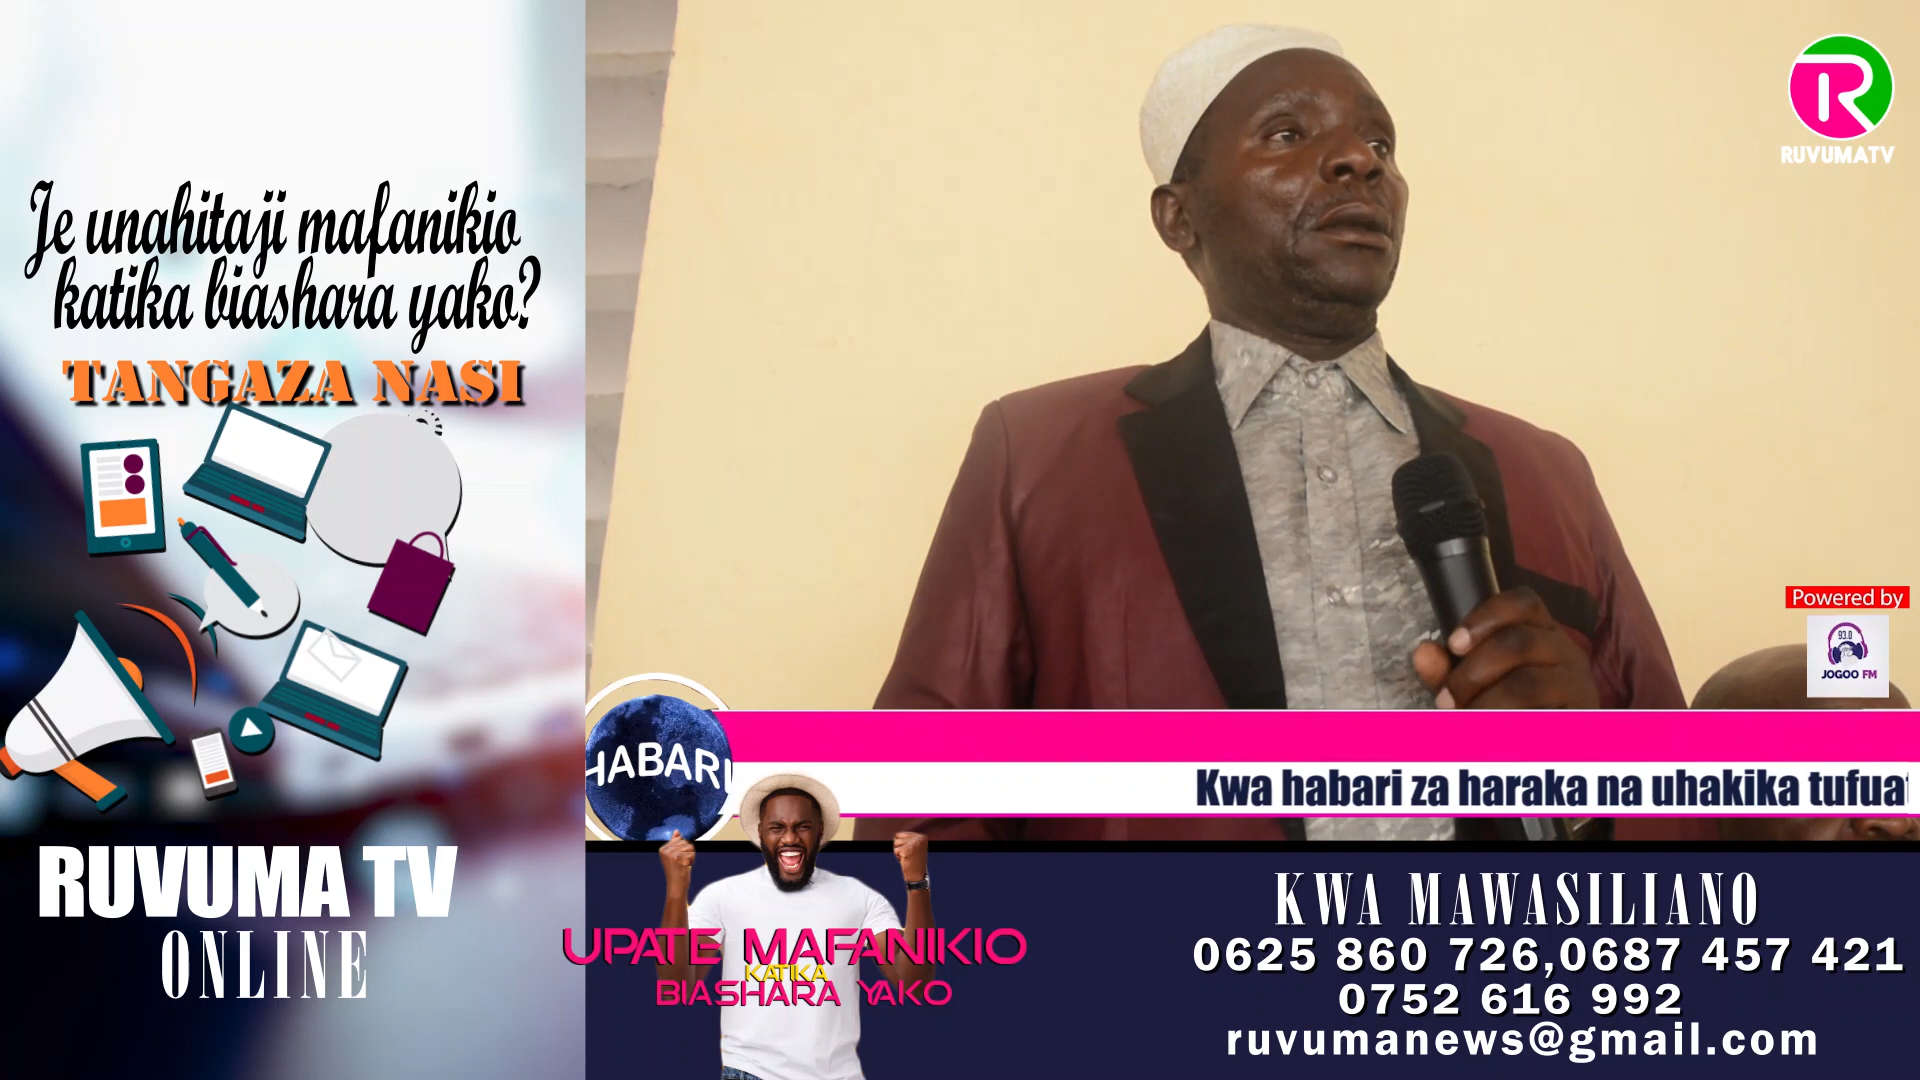 Je unahitaji mafanikio
katika biashara yako?
TANGAZA NASI
RUVUMA TV
ONLINE
RUVUMATV
Powered by
93.0
JOGOO FM
HABARI
Kwa habari za haraka na uhakika
UPATE MAFANIKIO
KATIKA
BIASHARA YAKO
KWA MAWASILIANO
0625 860 726,0687 457 421
0752 616 992
ruvumanews@gmail.com